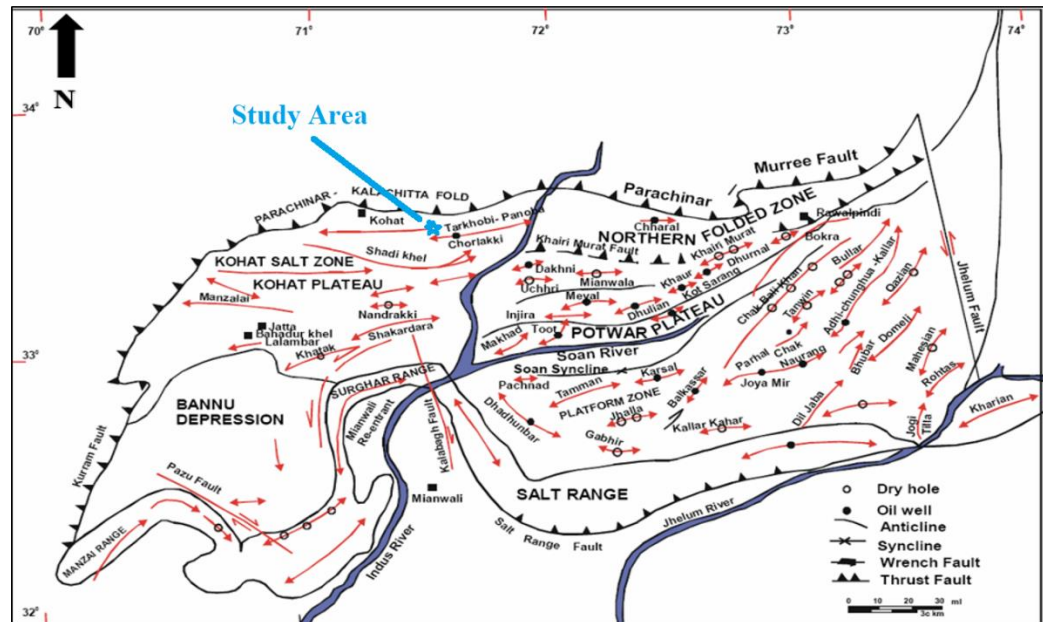 70°
71°
72°
73°
74°
N
34°
Study Area
PARACHINAR - KALACHITTA FOLD
Parachinar
Murree Fault
Kohat
Tarkhobi- Panoba
Chorlakki
Chharal
NORTHERN FOLDED ZONE
Rawalpindi
Khairi Murat Fault
Khairi Murat
Dhurnal
Bokra
Shadi khel
KOHAT SALT ZONE
KOHAT PLATEAU
Manzalai
Nandrakki
Dakhni
Uchhri
Mianwala
Khaur
Kot Sarang
Meyal
Dhulian
Injira
Makhad
Toot
POTWAR PLATEAU
Chak Bali Khan
Tanwin
Bullar
Adhi-chunghua -Kallar
Qazian
Jhelum Fault
Jatta
Bahadur khel
Lalambar
Khatak
Shakardara
33°
33°
Soan River
Soan Syncline
Parhal Chak
Naurang
Joya Mir
Bhubar
Domeli
Mahesian
Rohtas
SURGHAR RANGE
Pachnad
Tamman
Karsal
PLATFORM ZONE
Balkassar
Dhadhunbar
Jhalla
Gabhir
Kallar Kahar
Dil Jaba
Jogi Tilla
Kharian
BANNU
DEPRESSION
Mianwali
Re-entrant
Kalabagh Fault
Kurram Fault
Pazu Fault
Mianwali
SALT RANGE
Salt Range Fault
Jhelum River
Indus River
MANZAI RANGE
32°
Dry hole
Oil well
Anticline
Syncline
Wrench Fault
Thrust Fault
0 10 20 30 ml
3c km